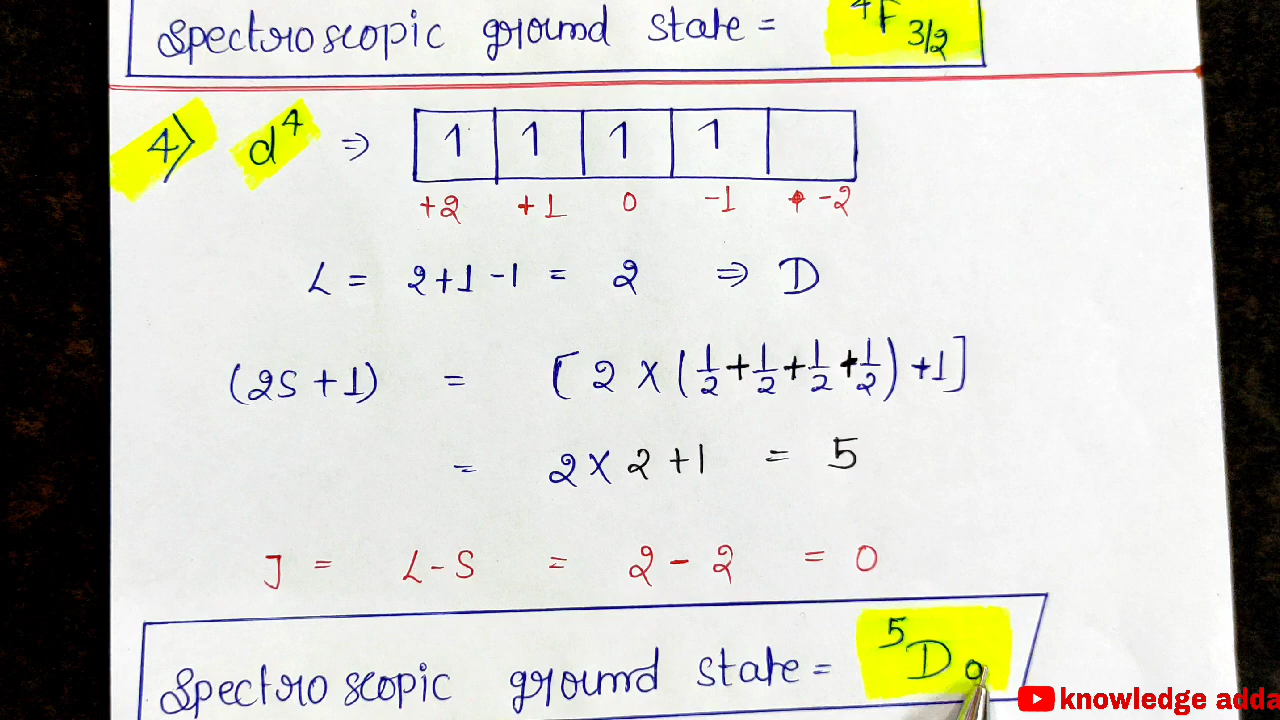 Spectroscopic ground state = ⁴F 3/2
4) d⁴ ⇒ 1 1 1 1
+2 +1 0 -1 -2
L = 2+1-1 = 2 ⇒ D
(2S+1) = [2 × (1/2+1/2+1/2+1/2) +1]
= 2×2+1 = 5
J = L-S = 2-2 = 0
Spectroscopic ground state = ⁵D₀
knowledge adda